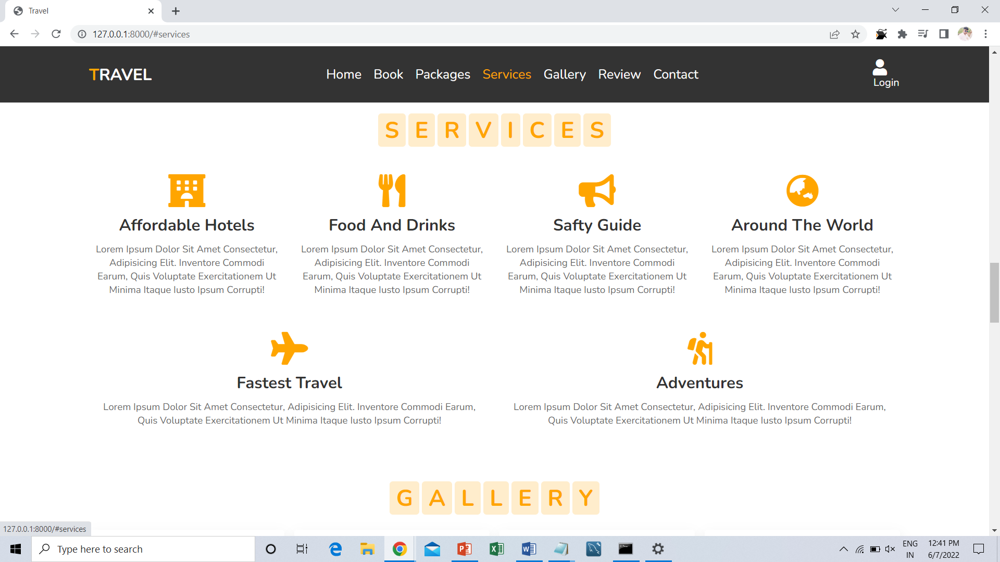 Travel
127.0.0.1:8000/#services
TRAVEL
Home Book Packages Services Gallery Review Contact
Login
SERVICES
Affordable Hotels
Lorem Ipsum Dolor Sit Amet Consectetur,
Adipisicing Elit. Inventore Commodi
Earum, Quis Voluptate Exercitationem Ut
Minima Itaque Iusto Ipsum Corrupti!
Food And Drinks
Lorem Ipsum Dolor Sit Amet Consectetur,
Adipisicing Elit. Inventore Commodi
Earum, Quis Voluptate Exercitationem Ut
Minima Itaque Iusto Ipsum Corrupti!
Safty Guide
Lorem Ipsum Dolor Sit Amet Consectetur,
Adipisicing Elit. Inventore Commodi
Earum, Quis Voluptate Exercitationem Ut
Minima Itaque Iusto Ipsum Corrupti!
Around The World
Lorem Ipsum Dolor Sit Amet Consectetur,
Adipisicing Elit. Inventore Commodi
Earum, Quis Voluptate Exercitationem Ut
Minima Itaque Iusto Ipsum Corrupti!
Fastest Travel
Lorem Ipsum Dolor Sit Amet Consectetur, Adipisicing Elit. Inventore Commodi Earum,
Quis Voluptate Exercitationem Ut Minima Itaque Iusto Ipsum Corrupti!
Adventures
Lorem Ipsum Dolor Sit Amet Consectetur, Adipisicing Elit. Inventore Commodi Earum,
Quis Voluptate Exercitationem Ut Minima Itaque Iusto Ipsum Corrupti!
GALLERY
127.0.0.1:8000/#services
Type here to search
ENG
IN
12:41 PM
6/7/2022